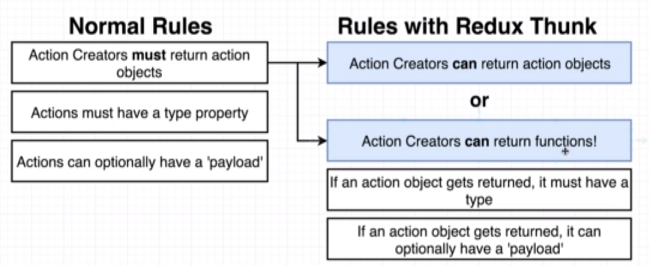 Normal Rules
Action Creators must return action
objects
Actions must have a type property
Actions can optionally have a 'payload'
Rules with Redux Thunk
Action Creators can return action objects
or
Action Creators can return functions!
If an action object gets returned, it must have a
type
If an action object gets returned, it can
optionally have a 'payload'